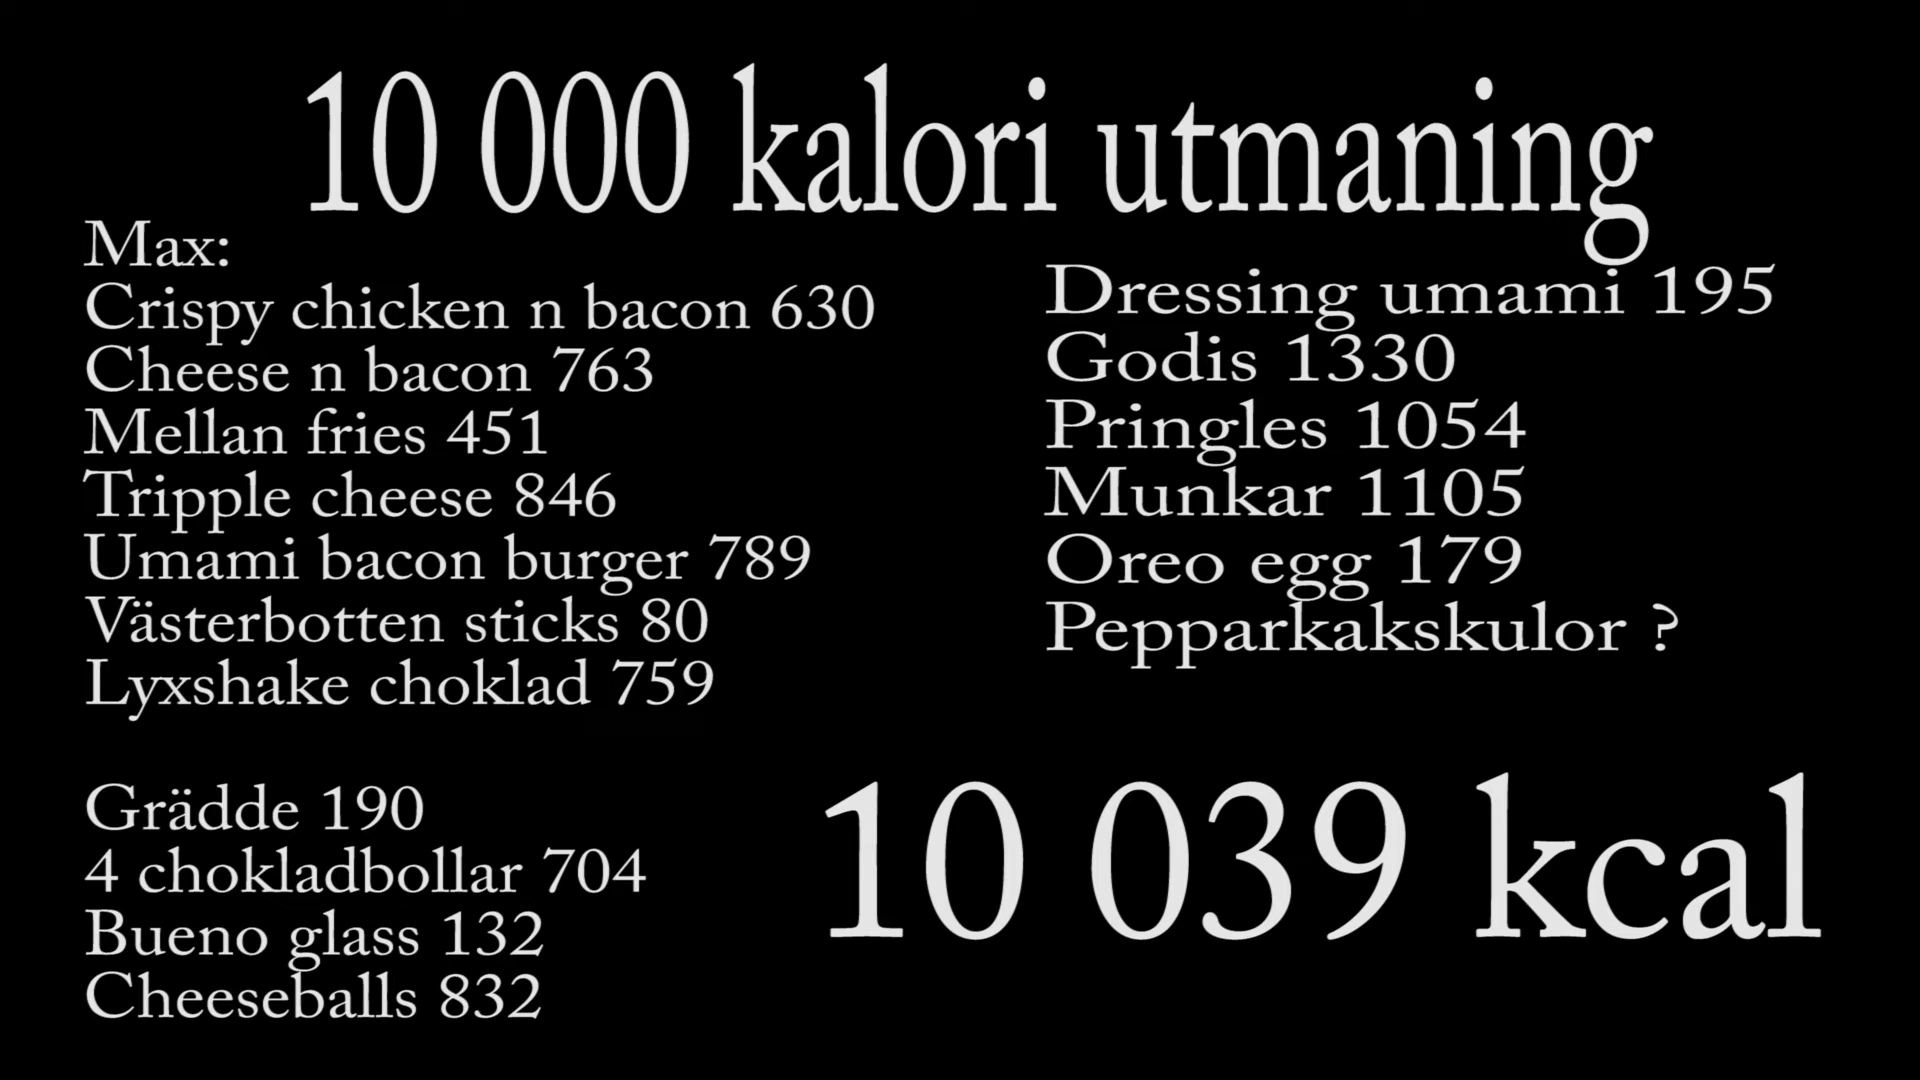 10 000 kalori utmaning
Max:
Crispy chicken n bacon 630
Cheese n bacon 763
Mellan fries 451
Tripple cheese 846
Umami bacon burger 789
Västerbotten sticks 80
Lyxshake choklad 759
Grädde 190
4 chokladbollar 704
Bueno glass 132
Cheeseballs 832
Dressing umami 195
Godis 1330
Pringles 1054
Munkar 1105
Oreo egg 179
Pepparkakskulor ?
10 039 kcal